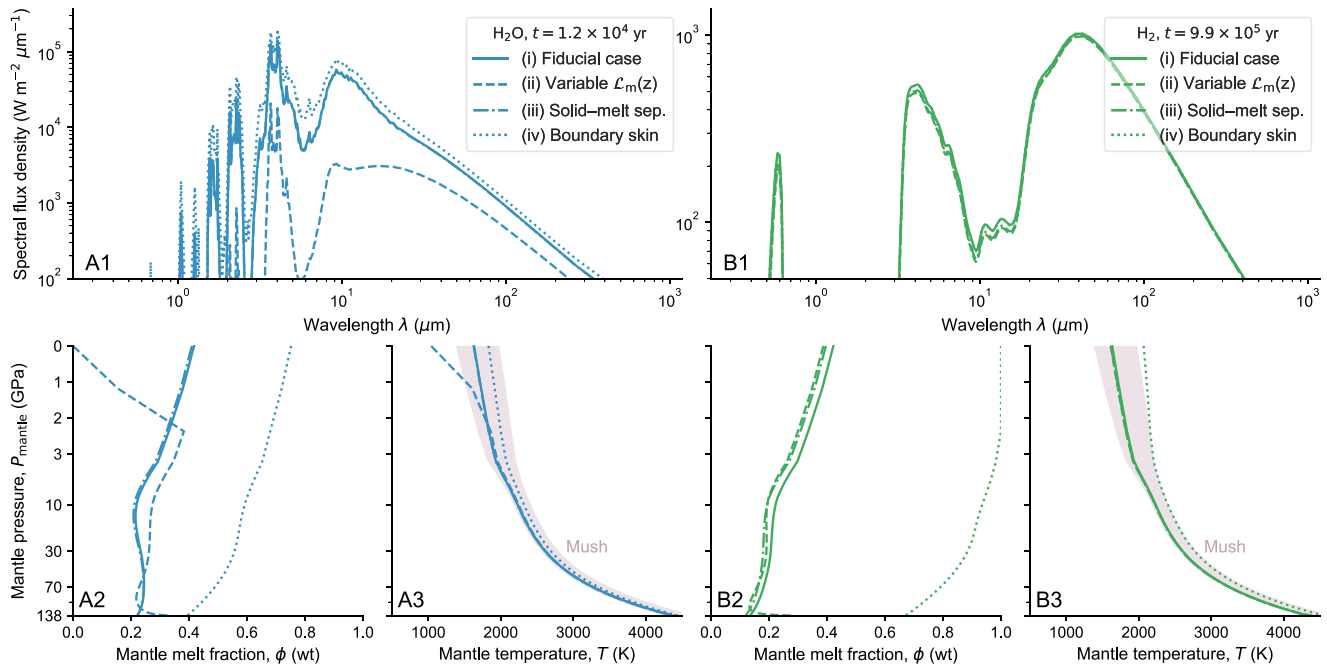 H₂O, t = 1.2 × 10⁴ yr
(i) Fiducial case
(ii) Variable ℒₘ(z)
(iii) Solid–melt sep.
(iv) Boundary skin
Spectral flux density (W m⁻² μm⁻¹)
10⁵
10⁴
10³
10²
A1
10⁰ 10¹ 10² 10³
Wavelength λ (μm)
H₂, t = 9.9 × 10⁵ yr
(i) Fiducial case
(ii) Variable ℒₘ(z)
(iii) Solid–melt sep.
(iv) Boundary skin
10³
10²
B1
10⁰ 10¹ 10² 10³
Wavelength λ (μm)
Mantle pressure, Pmantle (GPa)
0
1
2
3
10
30
70
138
A2
0.0 0.2 0.4 0.6 0.8 1.0
Mantle melt fraction, ϕ (wt)
Mush
A3
1000 2000 3000 4000
Mantle temperature, T (K)
B2
0.0 0.2 0.4 0.6 0.8 1.0
Mantle melt fraction, ϕ (wt)
Mush
B3
1000 2000 3000 4000
Mantle temperature, T (K)